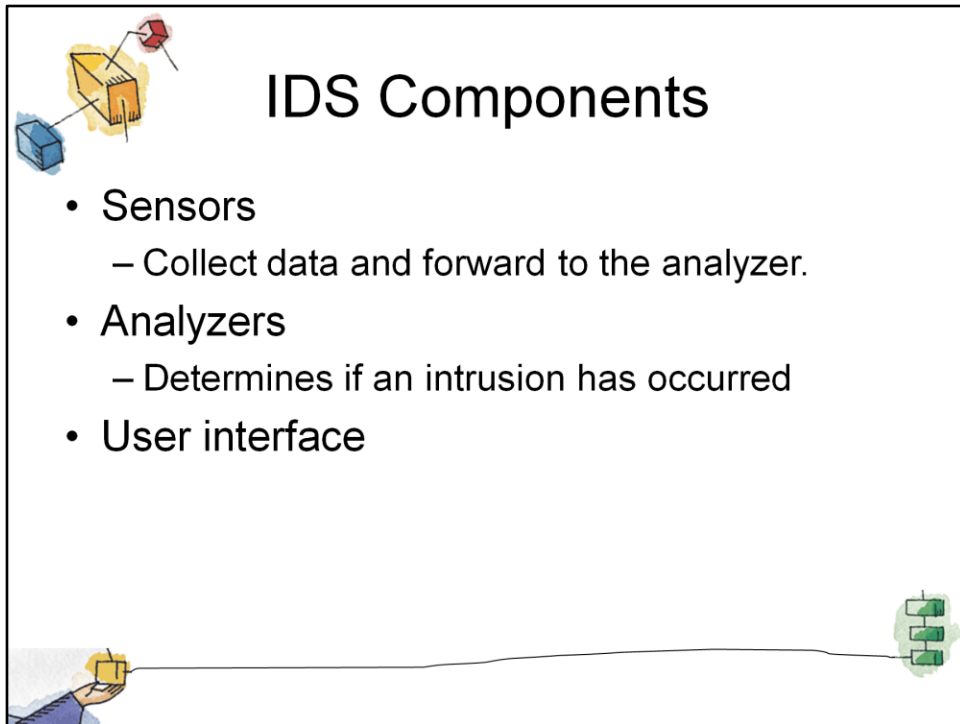 IDS Components
• Sensors
– Collect data and forward to the analyzer.
• Analyzers
– Determines if an intrusion has occurred
• User interface